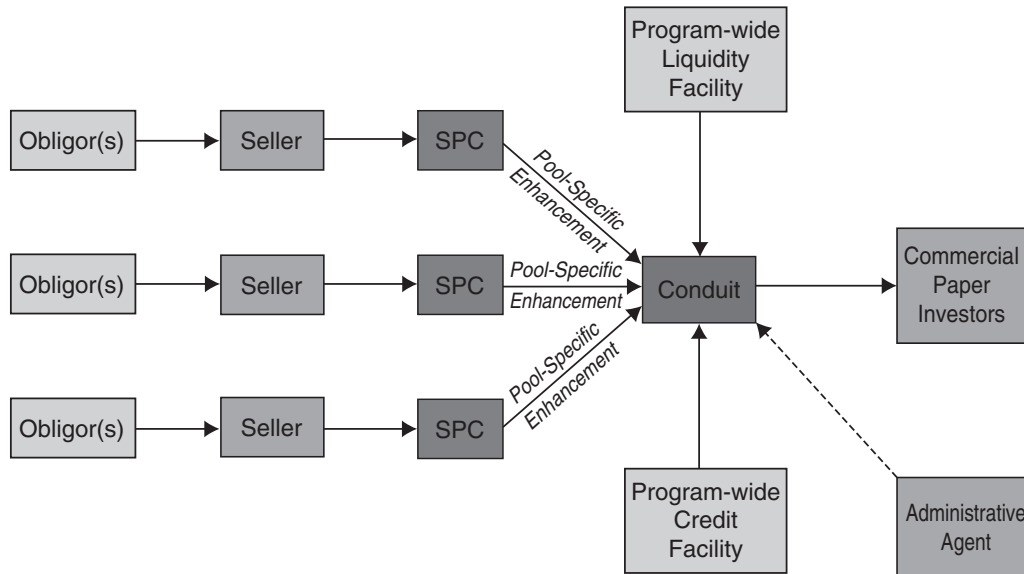 Program-wide
Liquidity
Facility
Obligor(s)
Seller
SPC
Pool-Specific
Enhancement
Obligor(s)
Seller
SPC
Pool-Specific
Enhancement
Conduit
Commercial
Paper
Investors
Obligor(s)
Seller
SPC
Pool-Specific
Enhancement
Program-wide
Credit
Facility
Administrative
Agent